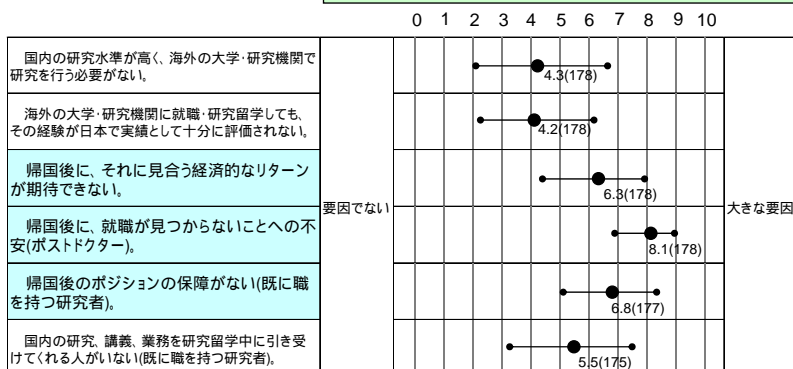 0 1 2 3 4 5 6 7 8 9 10
国内の研究水準が高く、海外の大学・研究機関で
研究を行う必要がない。
4.3(178)
海外の大学・研究機関に就職・研究留学しても、
その経験が日本で実績として十分に評価されない。
4.2(178)
帰国後に、それに見合う経済的なリターン
が期待できない。
6.3(178)
要因でない
大きな要因
帰国後に、就職が見つからないことへの不
安(ポストドクター)。
8.1(178)
帰国後のポジションの保障がない(既に職
を持つ研究者)。
6.8(177)
国内の研究、講義、業務を研究留学中に引き受
けてくれる人がいない(既に職を持つ研究者)。
5.5(175)